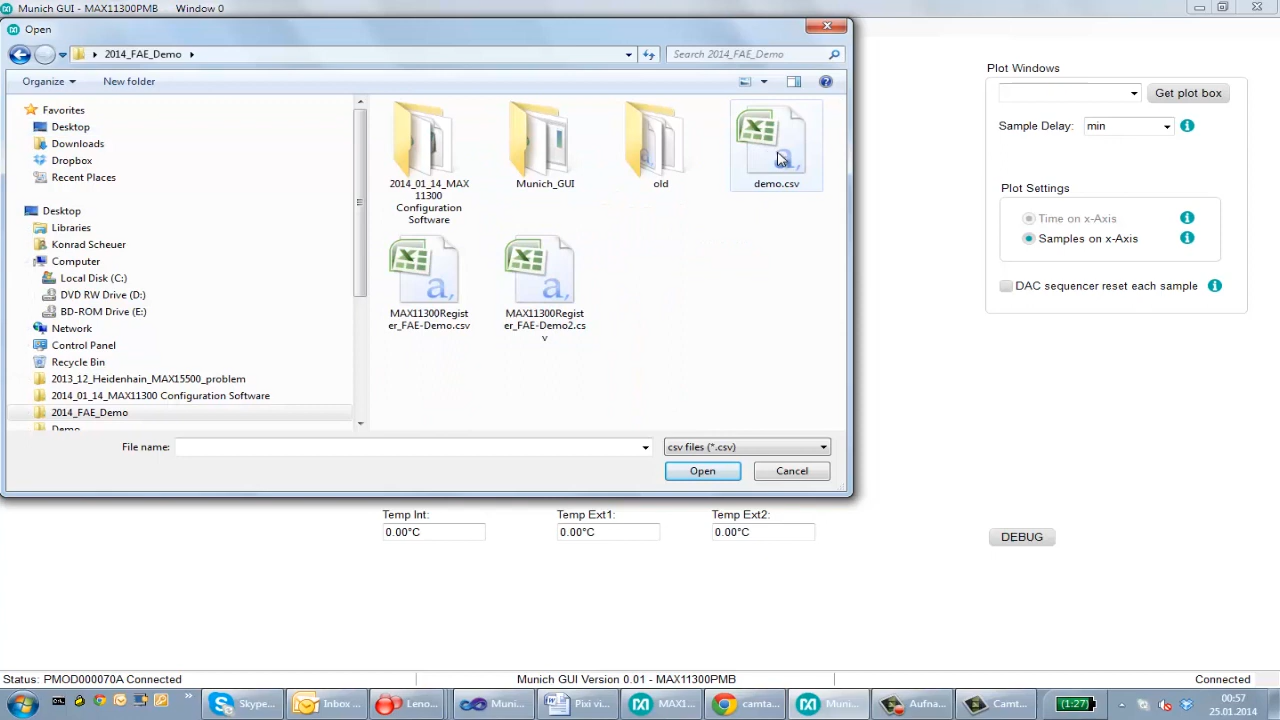 Munich GUI - MAX11300PMB Window 0
Open
2014_FAE_Demo
Search 2014_FAE_Demo
Organize New folder
Favorites
Desktop
Downloads
Dropbox
Recent Places
Desktop
Libraries
Konrad Scheuer
Computer
Local Disk (C:)
DVD RW Drive (D:)
BD-ROM Drive (E:)
Network
Control Panel
Recycle Bin
2013_12_Heidenhain_MAX15500_problem
2014_01_14_MAX11300 Configuration Software
2014_FAE_Demo
Demo
2014_01_14_MAX
11300
Configuration
Software
Munich_GUI
old
demo.csv
MAX11300Regist
er_FAE-Demo.csv
MAX11300Regist
er_FAE-Demo2.cs
v
File name:
csv files (*.csv)
Open Cancel
Plot Windows
Get plot box
Sample Delay: min
Plot Settings
Time on x-Axis
Samples on x-Axis
DAC sequencer reset each sample
Temp Int: Temp Ext1: Temp Ext2:
0.00°C 0.00°C 0.00°C
DEBUG
Status: PMOD000070A Connected Munich GUI Version 0.01 - MAX11300PMB Connected
Skype... Inbox ... Leno... Muni... Pixi vi... MAX1... camta... Muni... Aufna... Camt... (1:27)
00:57
25.01.2014